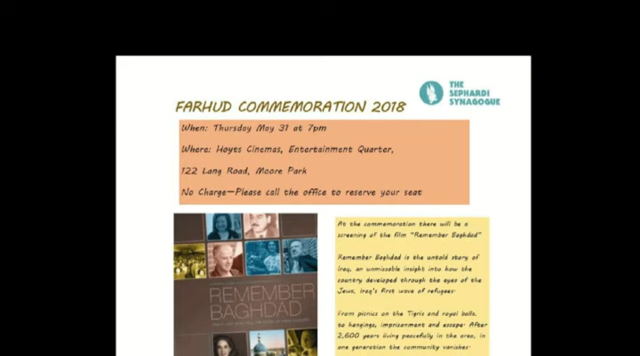 THE
SEPHARDI
SYNAGOGUE
FARHUD COMMEMORATION 2018
When: Thursday May 31 at 7pm
Where: Hoyts Cinemas, Entertainment Quarter,
122 Lang Road, Moore Park
No Charge—Please call the office to reserve your seat
At the commemoration there will be a
screening of the film "Remember Baghdad"
Remember Baghdad is the untold story of
Iraq, an unmissable insight into how the
country developed through the eyes of the
Jews, Iraq's first wave of refugees.
From picnics on the Tigris and royal balls,
to hangings, imprisonment and escape. After
2,600 years living peacefully in the area, in
one generation the community vanishes.
REMEMBER
BAGHDAD